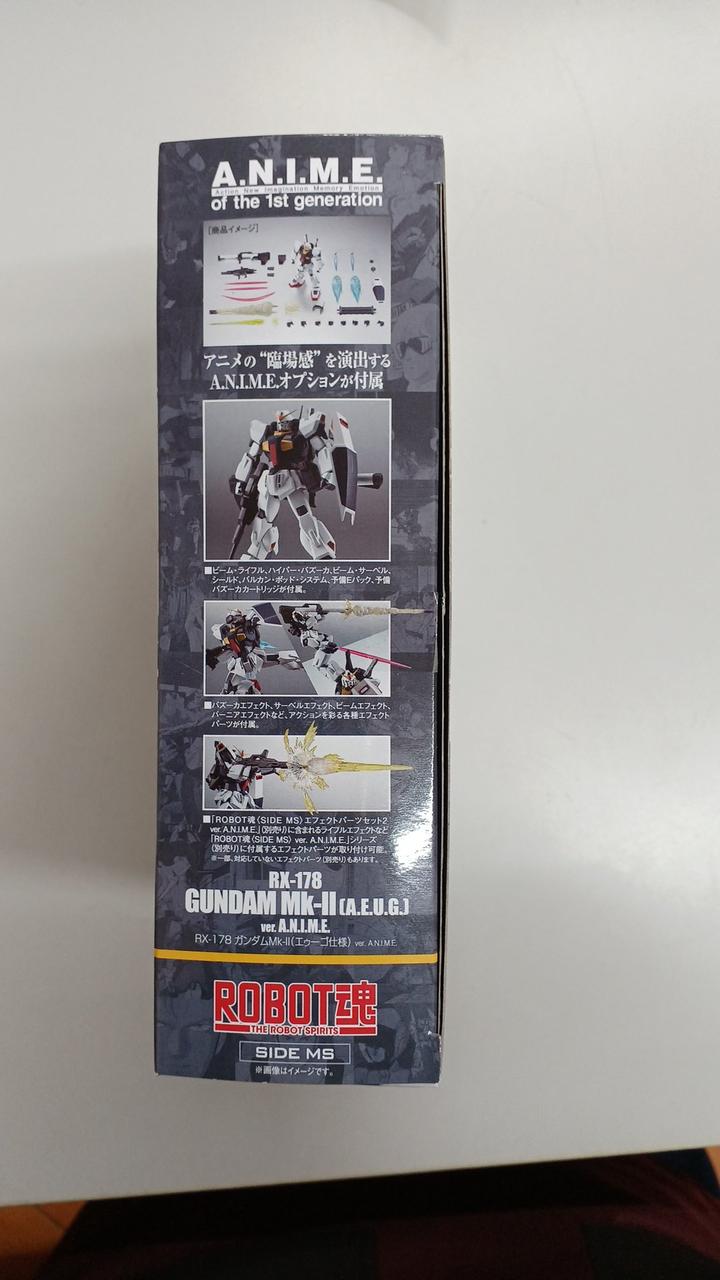 A.N.I.M.E.
Action New Imagination Memory Emotion
of the 1st generation
[商品イメージ]
アニメの“臨場感”を演出する
A.N.I.M.E.オプションが付属
■ビーム・ライフル、ハイパー・バズーカ、ビーム・サーベル、
シールド、バルカン・ポッド・システム、予備Eパック、予備
バズーカカートリッジが付属。
■バズーカエフェクト、サーベルエフェクト、ビームエフェクト、
バーニアエフェクトなど、アクションを彩る各種エフェクト
パーツが付属。
■「ROBOT魂〈SIDE MS〉エフェクトパーツセット2
ver. A.N.I.M.E.」(別売り)に含まれるライフルエフェクトなど
「ROBOT魂〈SIDE MS〉ver. A.N.I.M.E.」シリーズ
(別売り)に付属するエフェクトパーツが取り付け可能。
※一部、対応していないエフェクトパーツ(別売り)もあります。
RX-178
GUNDAM Mk-II (A.E.U.G.)
ver. A.N.I.M.E.
RX-178 ガンダムMk-II(エゥーゴ仕様) ver. A.N.I.M.E.
ROBOT魂
THE ROBOT SPIRITS
SIDE MS
※画像はイメージです。